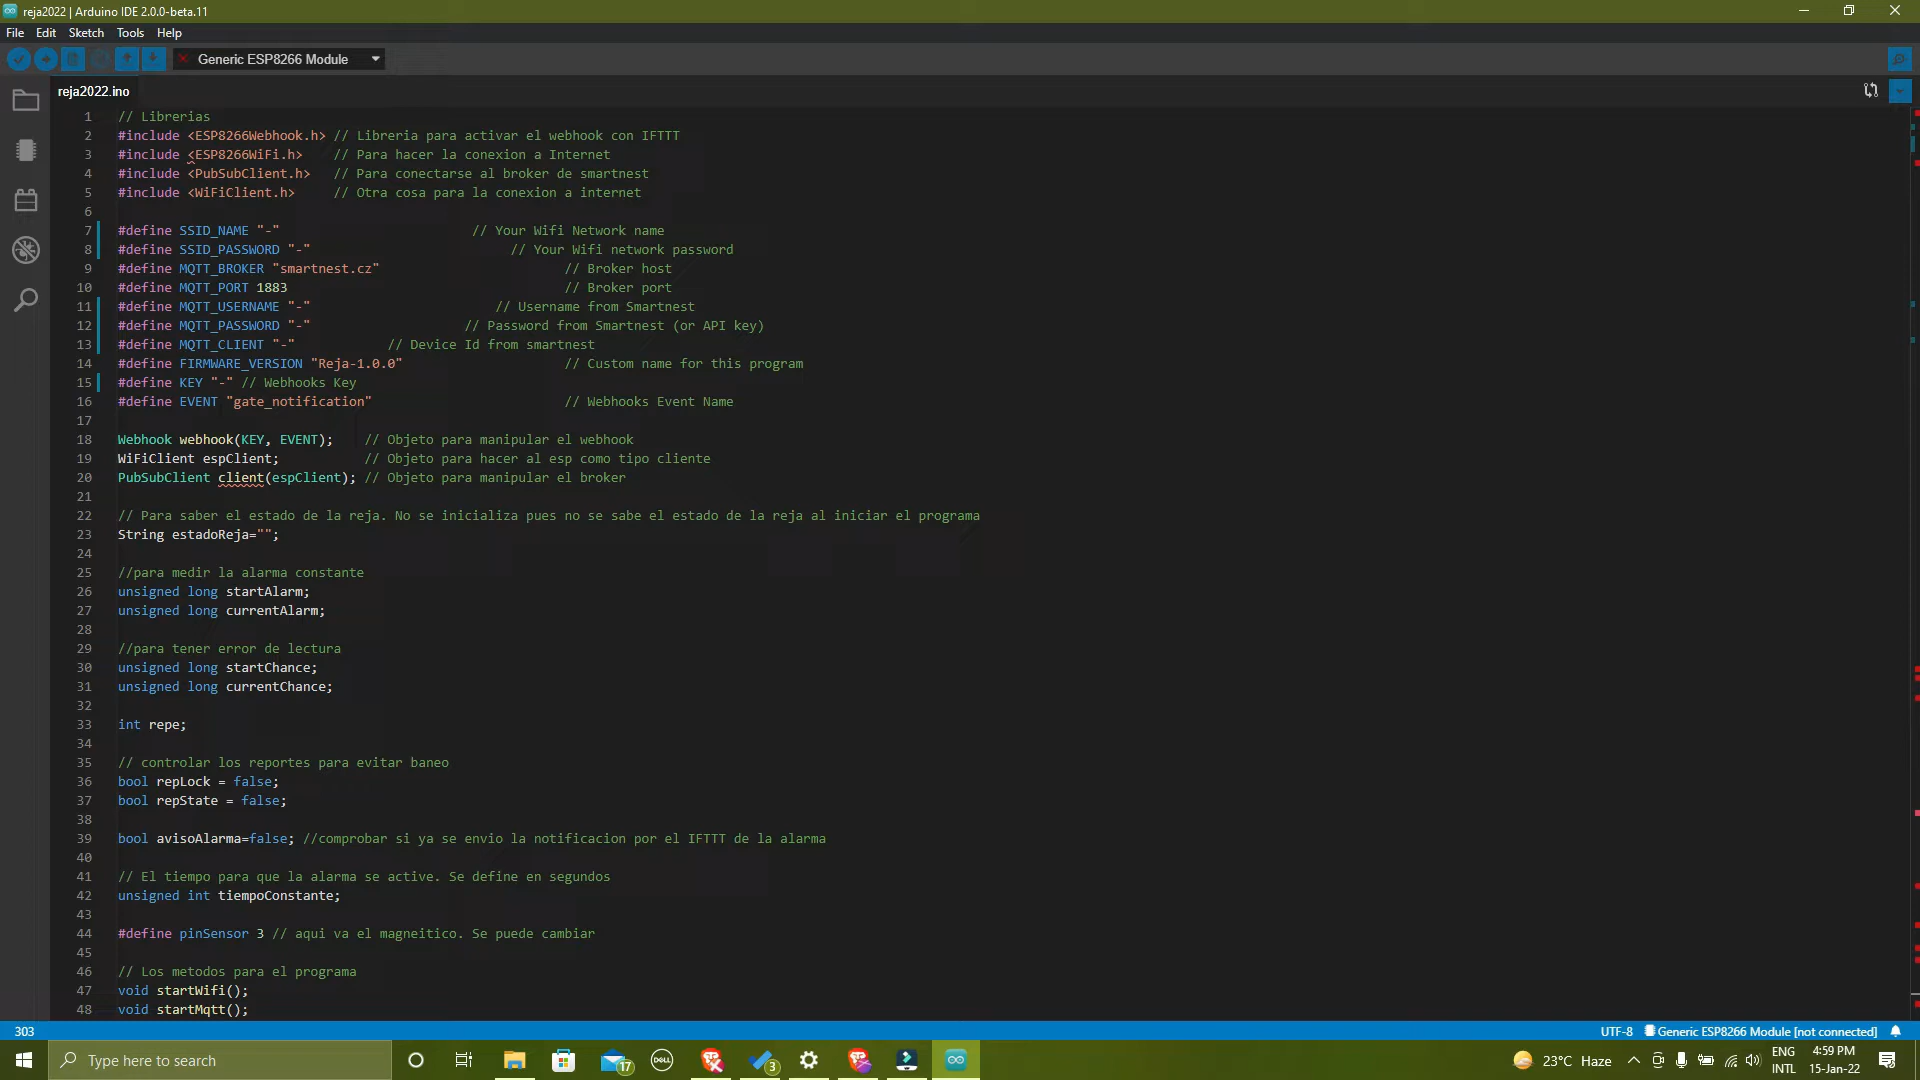 reja2022 | Arduino IDE 2.0.0-beta.11
File Edit Sketch Tools Help
Generic ESP8266 Module
reja2022.ino
1 // Librerias
2 #include <ESP8266Webhook.h> // Libreria para activar el webhook con IFTTT
3 #include <ESP8266WiFi.h> // Para hacer la conexion a Internet
4 #include <PubSubClient.h> // Para conectarse al broker de smartnest
5 #include <WiFiClient.h> // Otra cosa para la conexion a internet
6
7 #define SSID_NAME "-" // Your Wifi Network name
8 #define SSID_PASSWORD "-" // Your Wifi network password
9 #define MQTT_BROKER "smartnest.cz" // Broker host
10 #define MQTT_PORT 1883 // Broker port
11 #define MQTT_USERNAME "-" // Username from Smartnest
12 #define MQTT_PASSWORD "-" // Password from Smartnest (or API key)
13 #define MQTT_CLIENT "-" // Device Id from smartnest
14 #define FIRMWARE_VERSION "Reja-1.0.0" // Custom name for this program
15 #define KEY "-" // Webhooks Key
16 #define EVENT "gate_notification" // Webhooks Event Name
17
18 Webhook webhook(KEY, EVENT); // Objeto para manipular el webhook
19 WiFiClient espClient; // Objeto para hacer al esp como tipo cliente
20 PubSubClient client(espClient); // Objeto para manipular el broker
21
22 // Para saber el estado de la reja. No se inicializa pues no se sabe el estado de la reja al iniciar el programa
23 String estadoReja="";
24
25 //para medir la alarma constante
26 unsigned long startAlarm;
27 unsigned long currentAlarm;
28
29 //para tener error de lectura
30 unsigned long startChance;
31 unsigned long currentChance;
32
33 int repe;
34
35 // controlar los reportes para evitar baneo
36 bool repLock = false;
37 bool repState = false;
38
39 bool avisoAlarma=false; //comprobar si ya se envio la notificacion por el IFTTT de la alarma
40
41 // El tiempo para que la alarma se active. Se define en segundos
42 unsigned int tiempoConstante;
43
44 #define pinSensor 3 // aqui va el magneitico. Se puede cambiar
45
46 // Los metodos para el programa
47 void startWifi();
48 void startMqtt();
303 UTF-8 Generic ESP8266 Module [not connected]
Type here to search 17 DELL 3 23°C Haze ENG INTL 4:59 PM 15-Jan-22